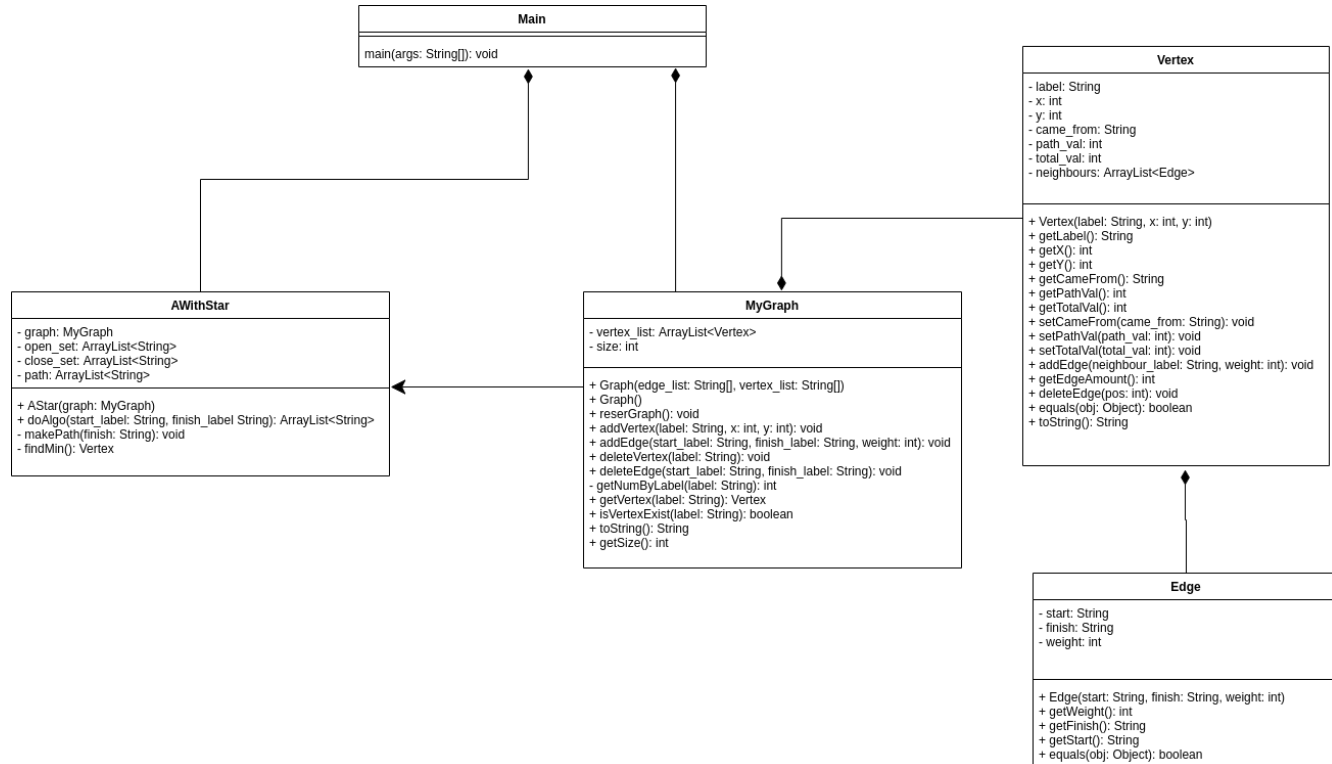 Main
main(args: String[]): void
Vertex
- label: String
- x: int
- y: int
- came_from: String
- path_val: int
- total_val: int
- neighbours: ArrayList<Edge>
+ Vertex(label: String, x: int, y: int)
+ getLabel(): String
+ getX(): int
+ getY(): int
+ getCameFrom(): String
+ getPathVal(): int
+ getTotalVal(): int
+ setCameFrom(came_from: String): void
+ setPathVal(path_val: int): void
+ setTotalVal(total_val: int): void
+ addEdge(neighbour_label: String, weight: int): void
+ getEdgeAmount(): int
+ deleteEdge(pos: int): void
+ equals(obj: Object): boolean
+ toString(): String
AWithStar
- graph: MyGraph
- open_set: ArrayList<String>
- close_set: ArrayList<String>
- path: ArrayList<String>
+ AStar(graph: MyGraph)
+ doAlgo(start_label: String, finish_label String): ArrayList<String>
- makePath(finish: String): void
- findMin(): Vertex
MyGraph
- vertex_list: ArrayList<Vertex>
- size: int
+ Graph(edge_list: String[], vertex_list: String[])
+ Graph()
+ reserGraph(): void
+ addVertex(label: String, x: int, y: int): void
+ addEdge(start_label: String, finish_label: String, weight: int): void
+ deleteVertex(label: String): void
+ deleteEdge(start_label: String, finish_label: String): void
- getNumByLabel(label: String): int
+ getVertex(label: String): Vertex
+ isVertexExist(label: String): boolean
+ toString(): String
+ getSize(): int
Edge
- start: String
- finish: String
- weight: int
+ Edge(start: String, finish: String, weight: int)
+ getWeight(): int
+ getFinish(): String
+ getStart(): String
+ equals(obj: Object): boolean